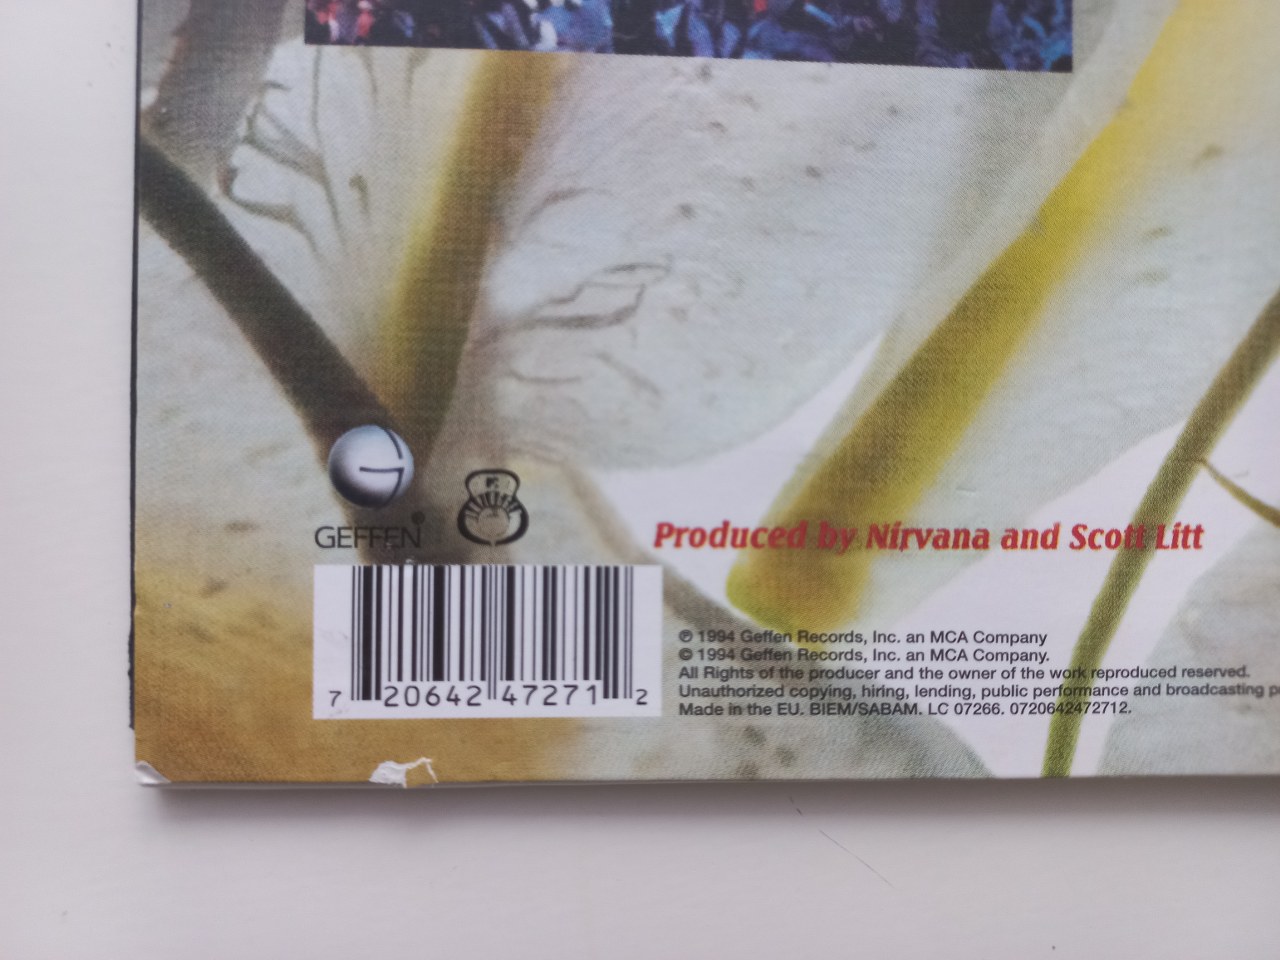 GEFFEN
Produced by Nirvana and Scott Litt
7 20642 47271 2
℗ 1994 Geffen Records, Inc. an MCA Company
© 1994 Geffen Records, Inc. an MCA Company.
All Rights of the producer and the owner of the work reproduced reserved.
Unauthorized copying, hiring, lending, public performance and broadcasting
Made in the EU. BIEM/SABAM. LC 07266. 0720642472712.